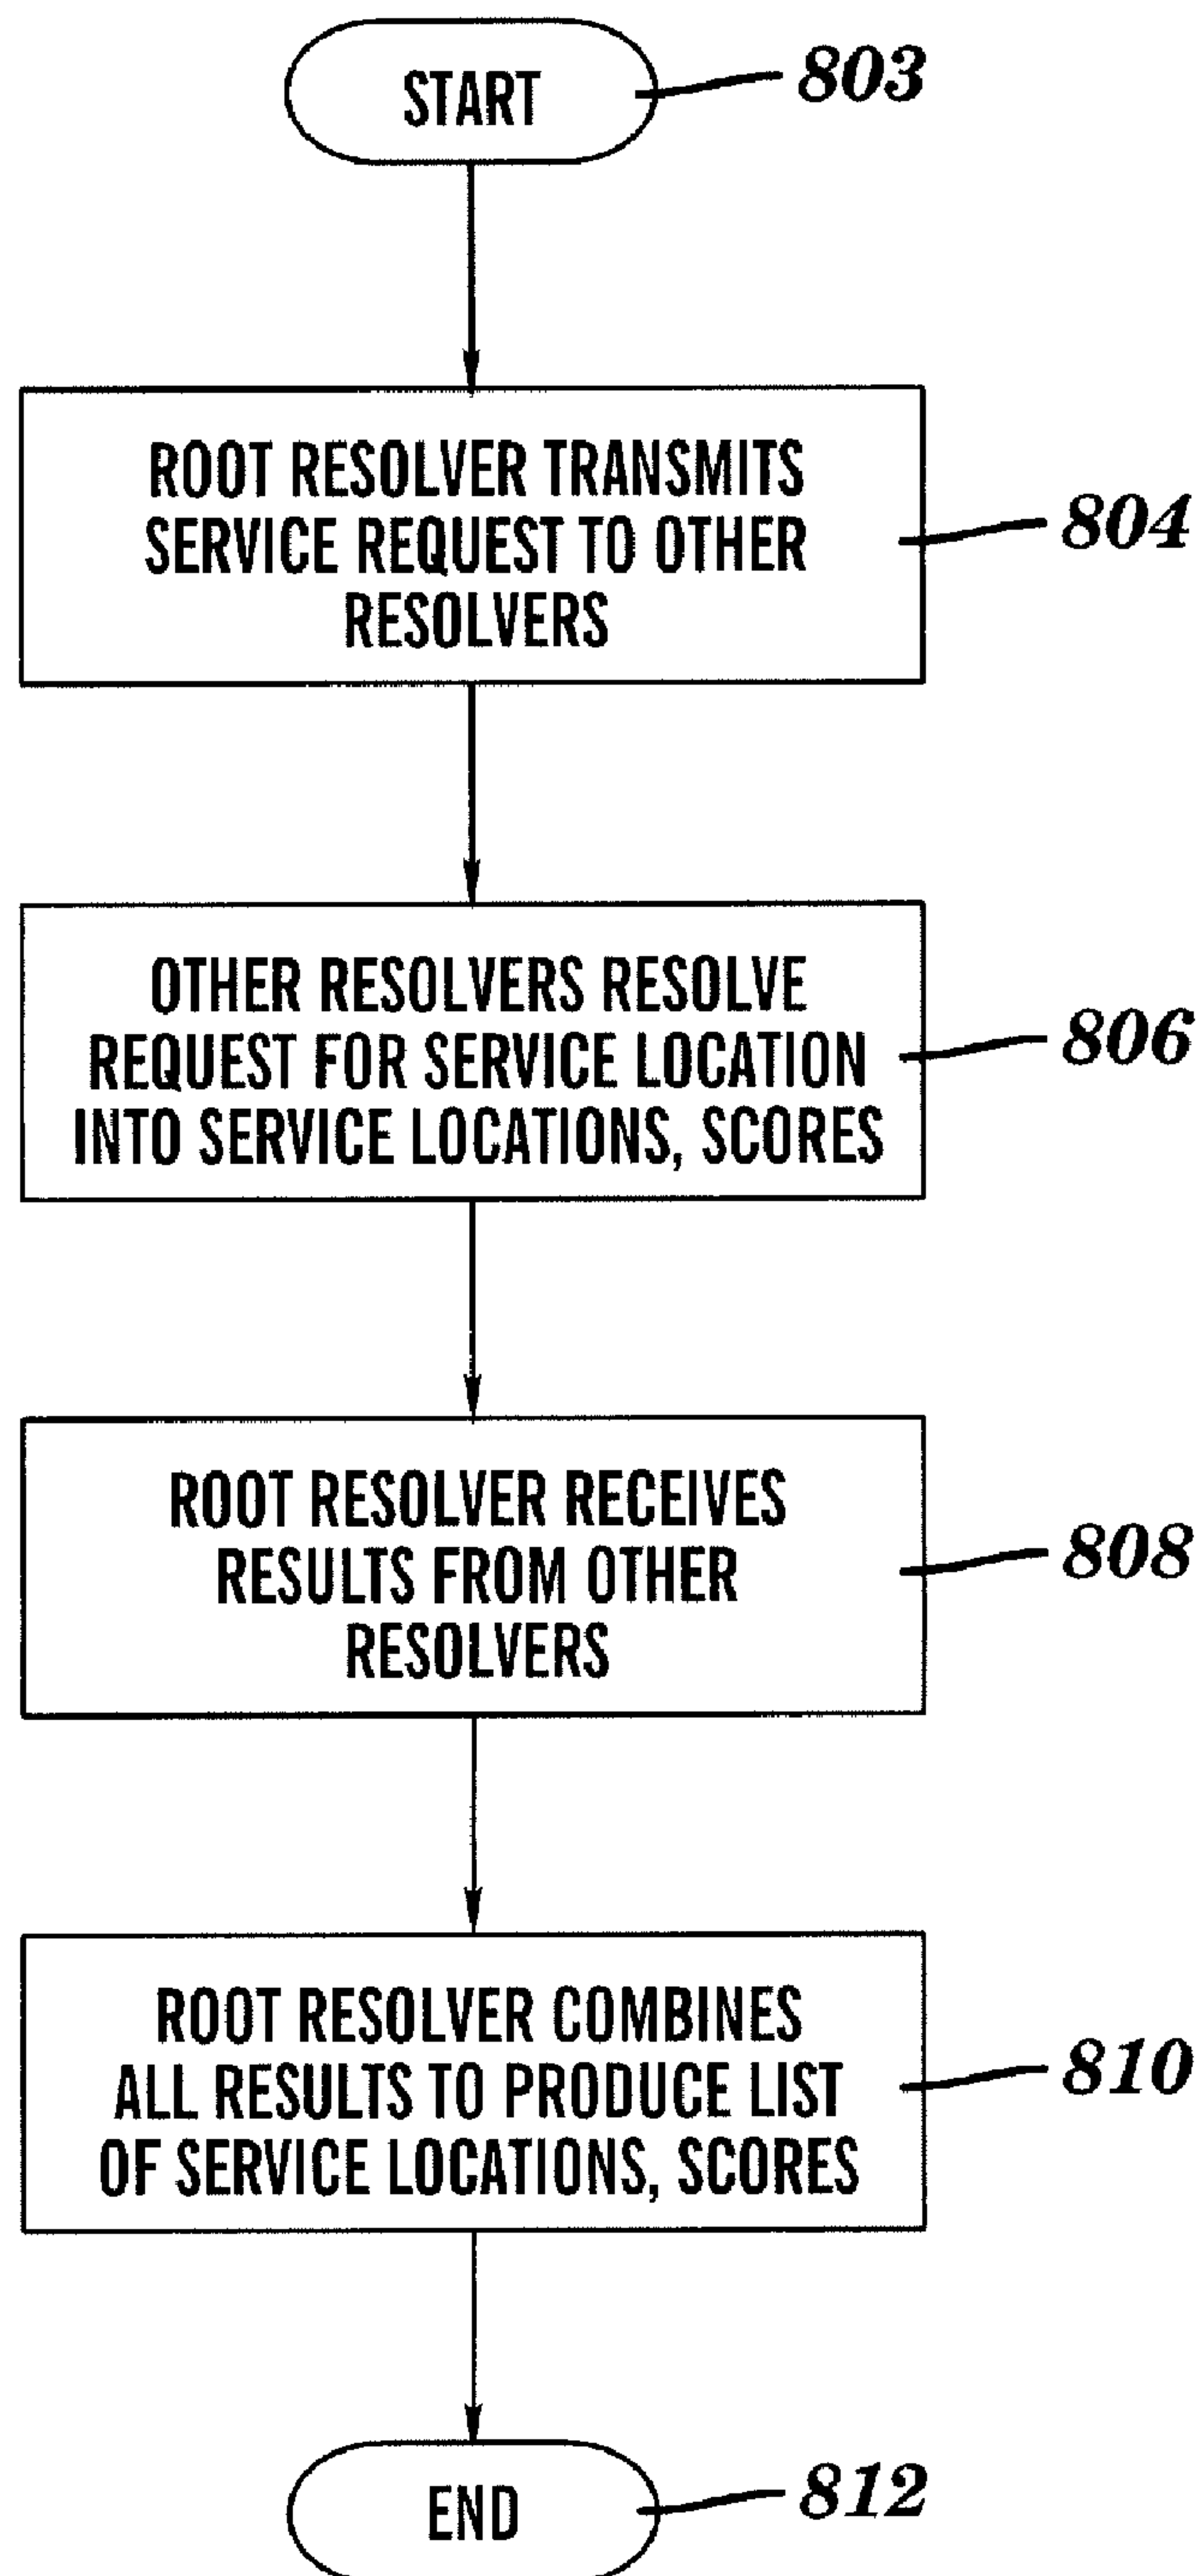 START
803
ROOT RESOLVER TRANSMITS
SERVICE REQUEST TO OTHER
RESOLVERS
804
OTHER RESOLVERS RESOLVE
REQUEST FOR SERVICE LOCATION
INTO SERVICE LOCATIONS, SCORES
806
ROOT RESOLVER RECEIVES
RESULTS FROM OTHER
RESOLVERS
808
ROOT RESOLVER COMBINES
ALL RESULTS TO PRODUCE LIST
OF SERVICE LOCATIONS, SCORES
810
END
812